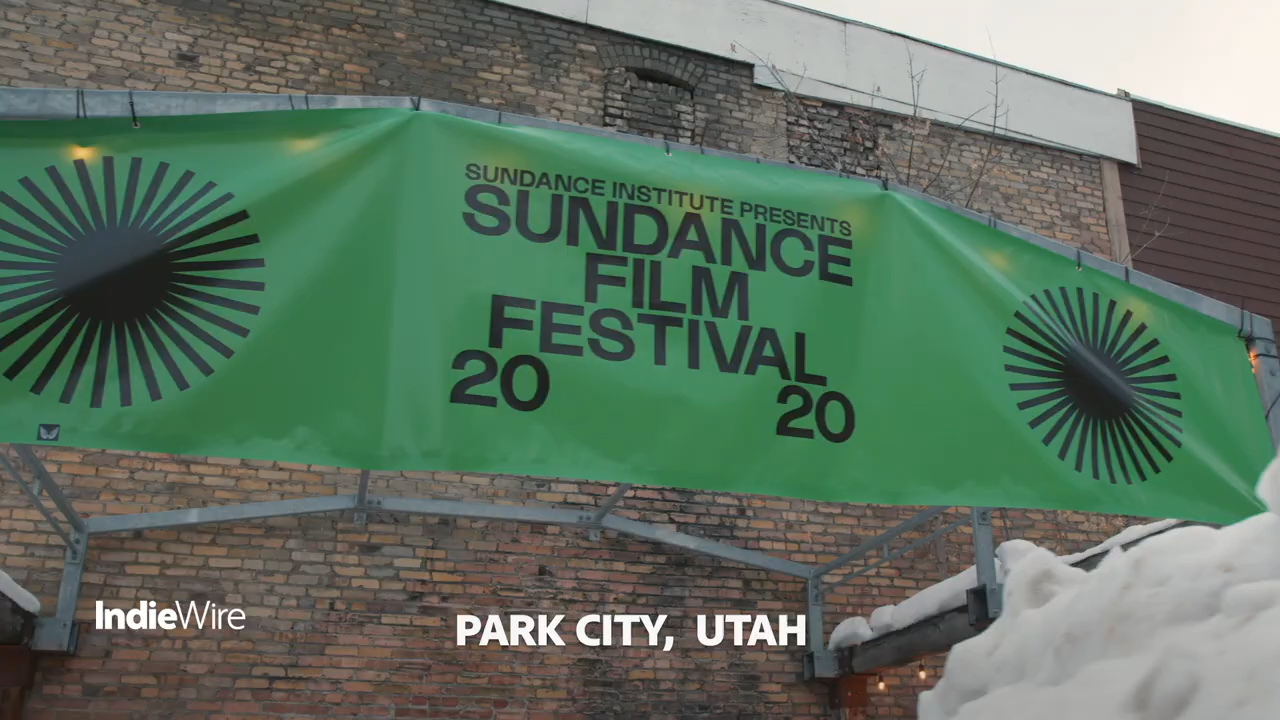 SUNDANCE INSTITUTE PRESENTS
SUNDANCE
FILM
FESTIVAL
20 20
IndieWire
PARK CITY, UTAH